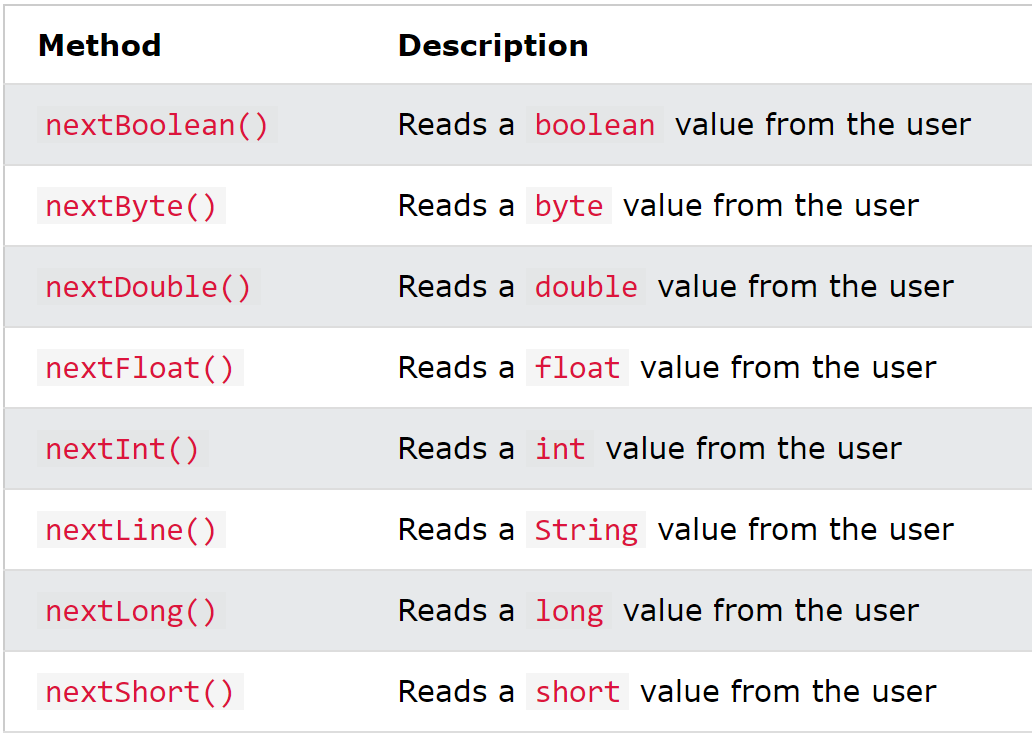 Method Description
nextBoolean() Reads a boolean value from the user
nextByte() Reads a byte value from the user
nextDouble() Reads a double value from the user
nextFloat() Reads a float value from the user
nextInt() Reads a int value from the user
nextLine() Reads a String value from the user
nextLong() Reads a long value from the user
nextShort() Reads a short value from the user